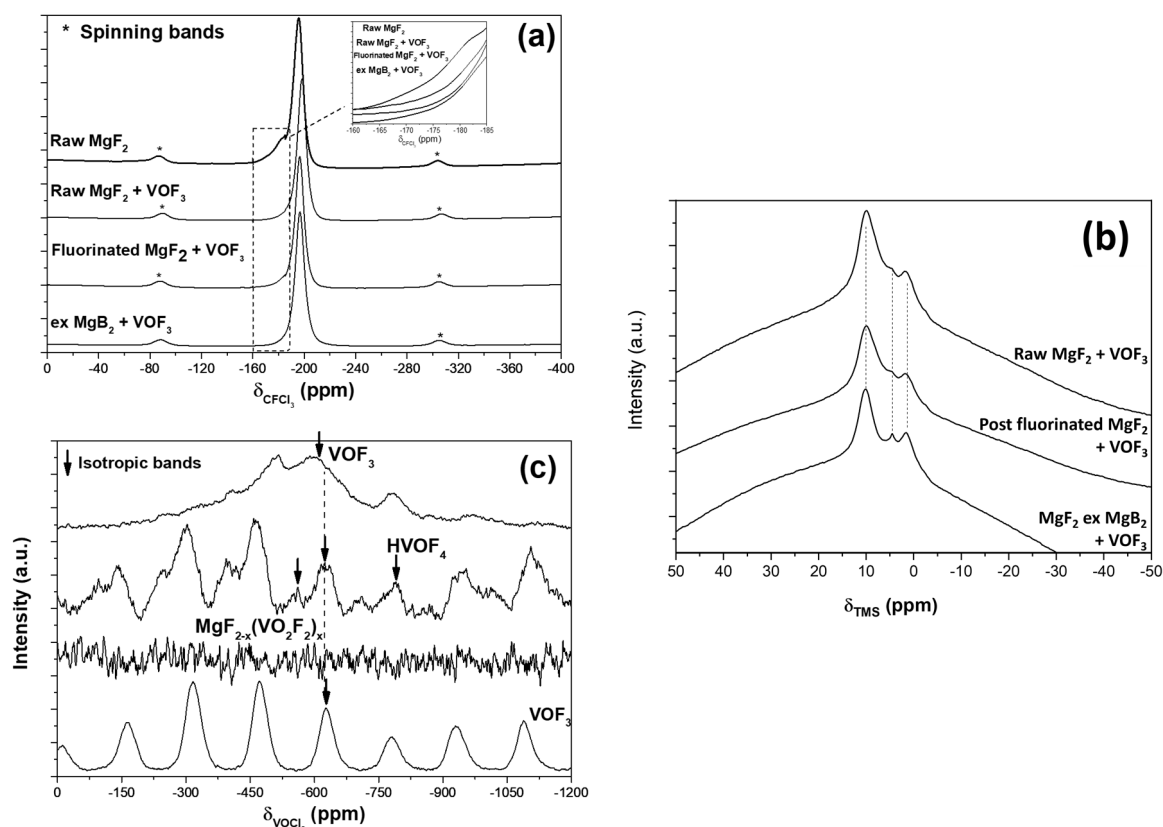 * Spinning bands
(a)
Raw MgF2
Raw MgF2 + VOF3
Fluorinated MgF2 + VOF3
ex MgB2 + VOF3
-160 -165 -170 -175 -180 -185
δCFCl3 (ppm)
Raw MgF2
* *
Raw MgF2 + VOF3
* *
Fluorinated MgF2 + VOF3
* *
ex MgB2 + VOF3
*
0 -40 -80 -120 -160 -200 -240 -280 -320 -360 -400
δCFCl3 (ppm)
(b)
Intensity (a.u.)
Raw MgF2 + VOF3
Post fluorinated MgF2
+ VOF3
MgF2 ex MgB2
+ VOF3
50 40 30 20 10 0 -10 -20 -30 -40 -50
δTMS (ppm)
(c)
Isotropic bands
VOF3
HVOF4
MgF2-x(VO2F2)x
VOF3
Intensity (a.u.)
0 -150 -300 -450 -600 -750 -900 -1050 -1200
δVOCl (ppm)